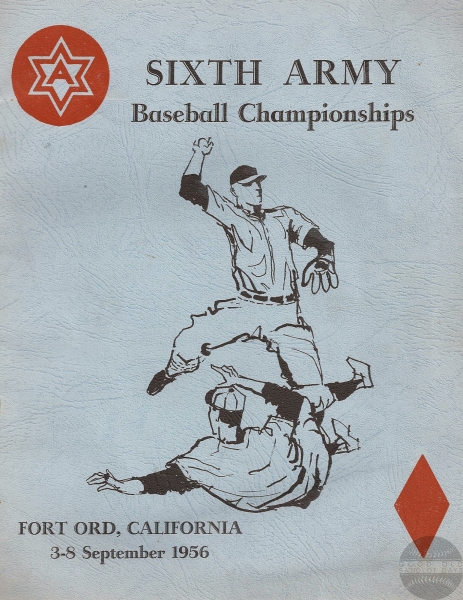 A
SIXTH ARMY
Baseball Championships
FORT ORD, CALIFORNIA
3-8 September 1956